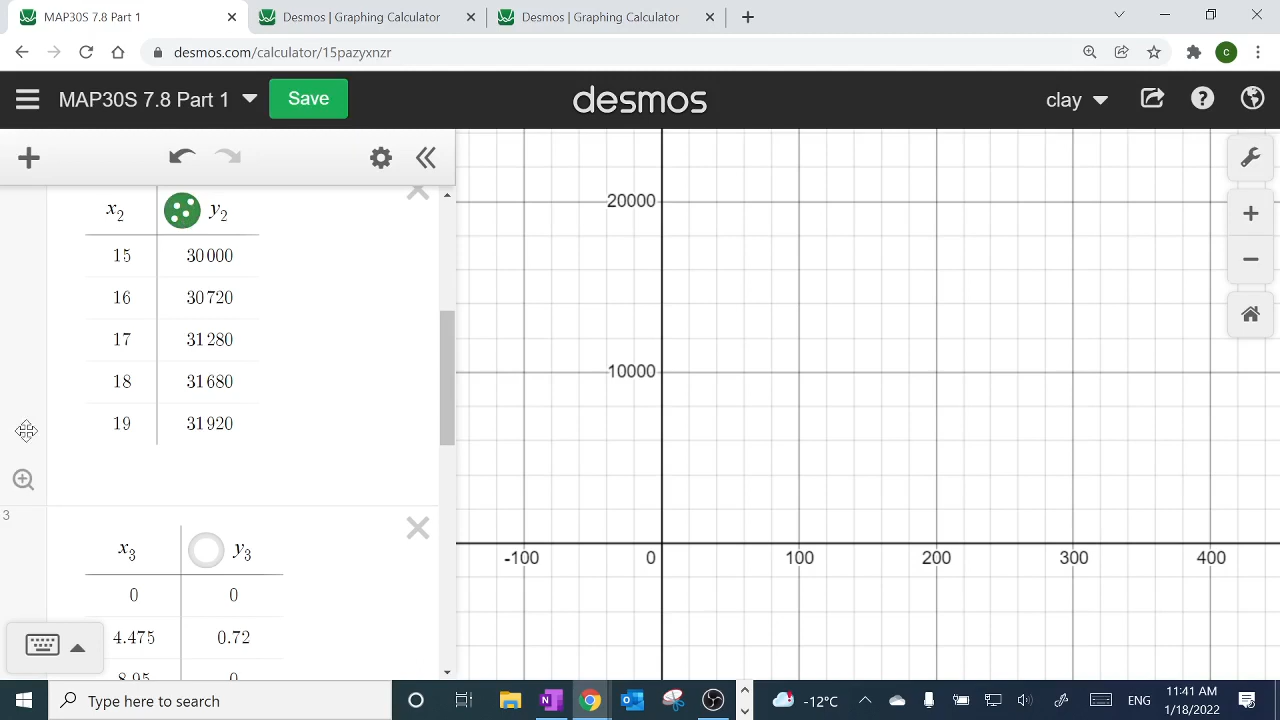 MAP30S 7.8 Part 1
Desmos | Graphing Calculator
Desmos | Graphing Calculator
desmos.com/calculator/15pazyxnzr
c
MAP30S 7.8 Part 1
Save
desmos
clay
x₂ y₂
15 30000
16 30720
17 31280
18 31680
19 31920
3
x₃ y₃
0 0
4.475 0.72
8.95 0
20000
10000
-100 0 100 200 300 400
Type here to search
-12°C
ENG
11:41 AM
1/18/2022